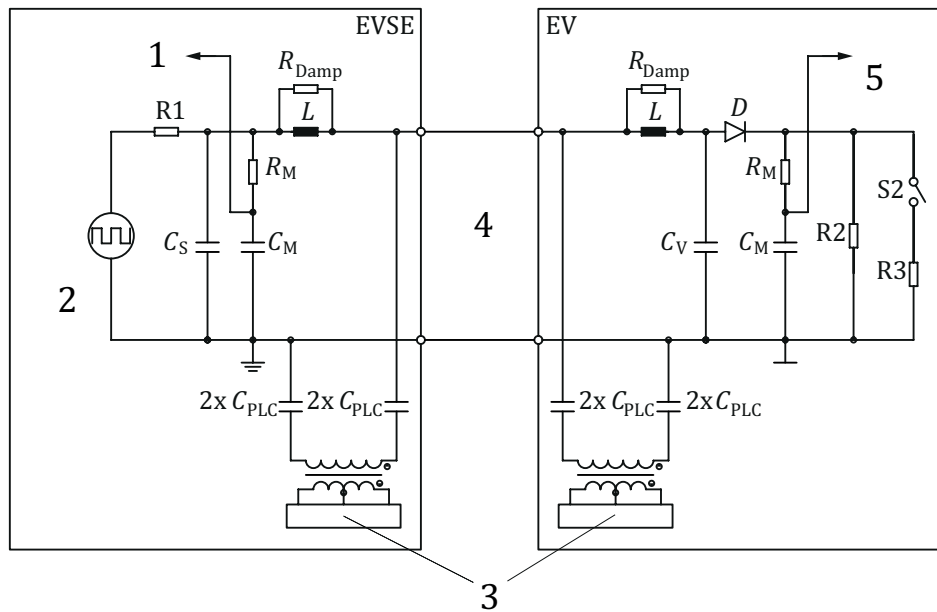 EVSE
EV
1
R_Damp
R_Damp
5
R1
L
L
D
R_M
R_M
S2
C_S
C_M
4
C_V
C_M
R2
R3
2
2x C_PLC
2x C_PLC
2x C_PLC
2x C_PLC
3